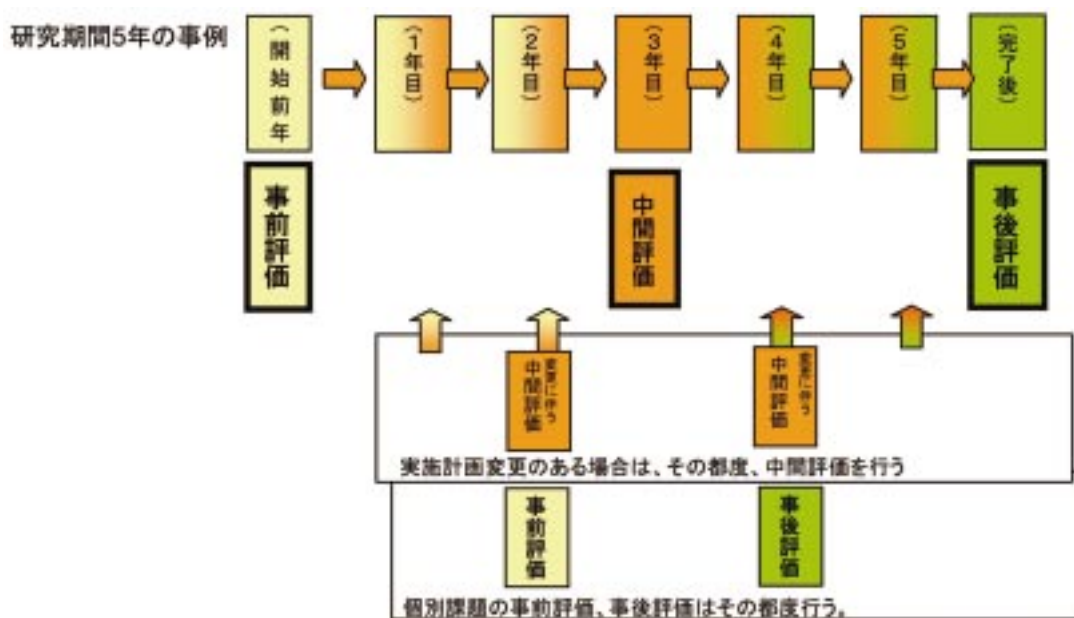 研究期間5年の事例
（開始前年）
（1年目）
（2年目）
（3年目）
（4年目）
（5年目）
（完了後）
事前評価
中間評価
事後評価
変更に伴う
中間評価
変更に伴う
中間評価
実施計画変更のある場合は、その都度、中間評価を行う
事前評価
事後評価
個別課題の事前評価、事後評価はその都度行う。